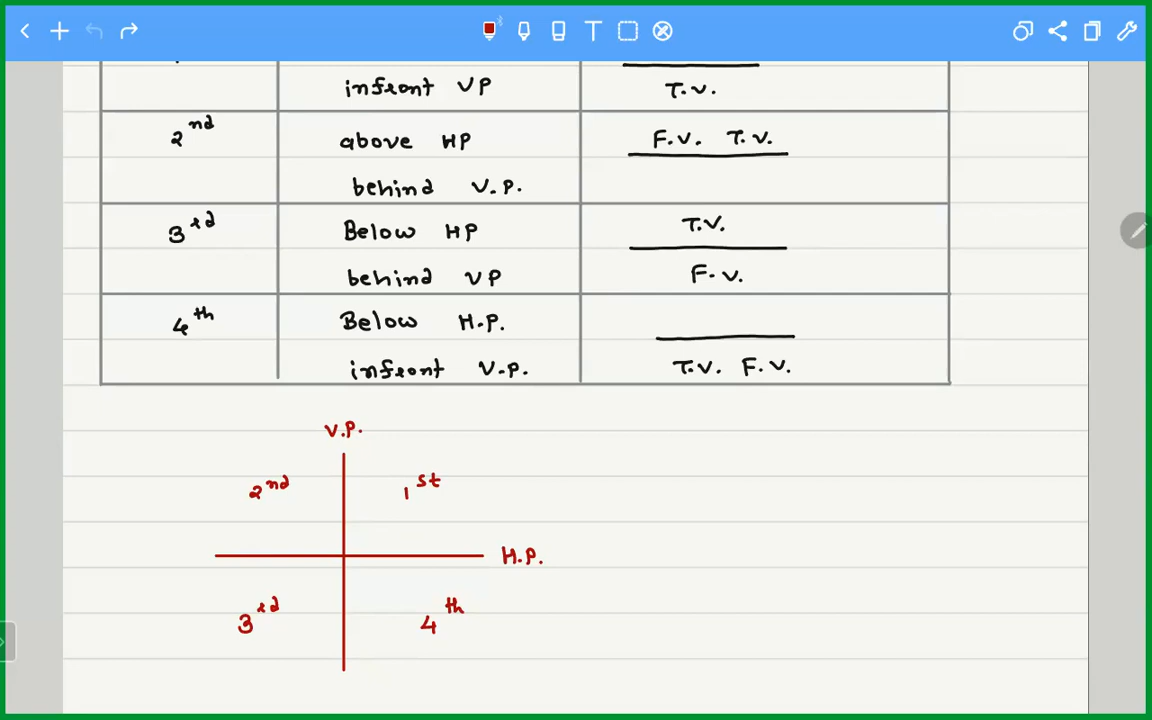 infront VP
T.V.
2nd
above HP
F.V. T.V.
behind V.P.
3rd
Below HP
T.V.
behind VP
F.V.
4th
Below H.P.
infront V.P.
T.V. F.V.
V.P.
2nd
1st
H.P.
3rd
4th